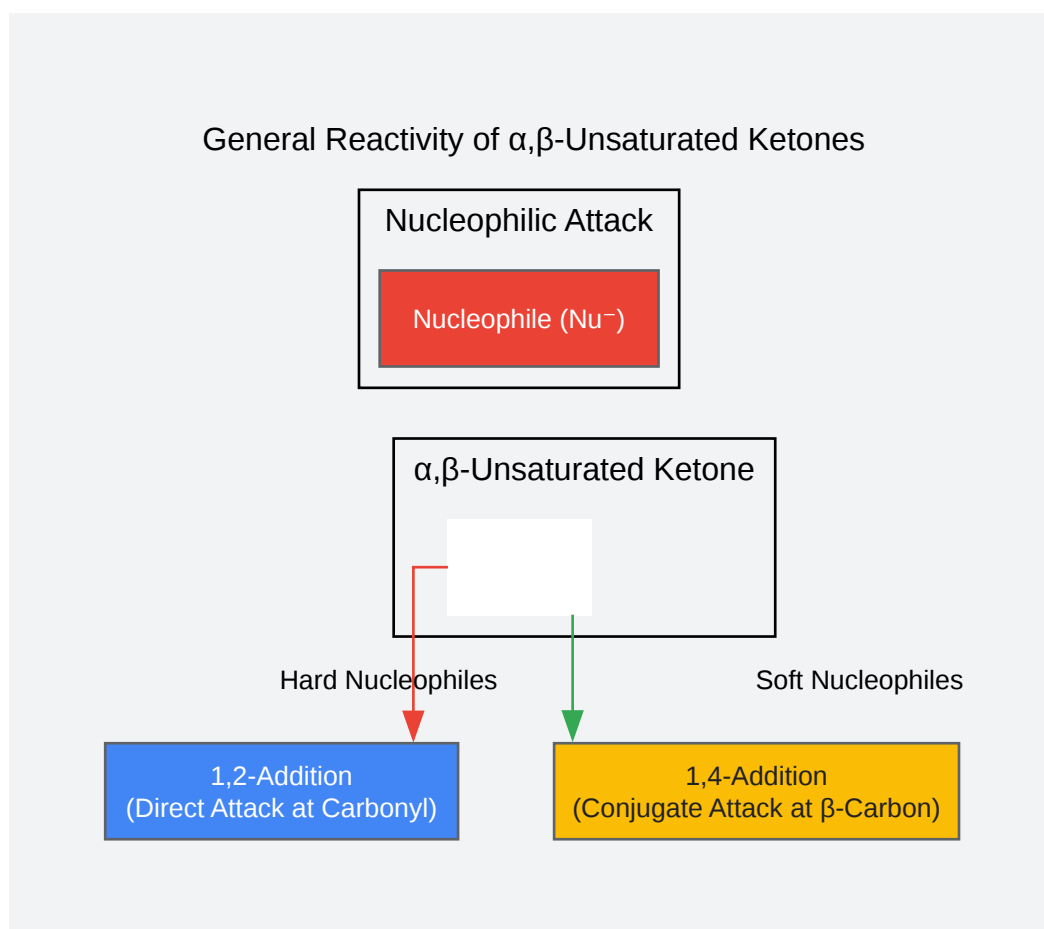 General Reactivity of α,β-Unsaturated Ketones
Nucleophilic Attack
Nucleophile (Nu⁻)
α,β-Unsaturated Ketone
Hard Nucleophiles
Soft Nucleophiles
1,2-Addition
(Direct Attack at Carbonyl)
1,4-Addition
(Conjugate Attack at β-Carbon)